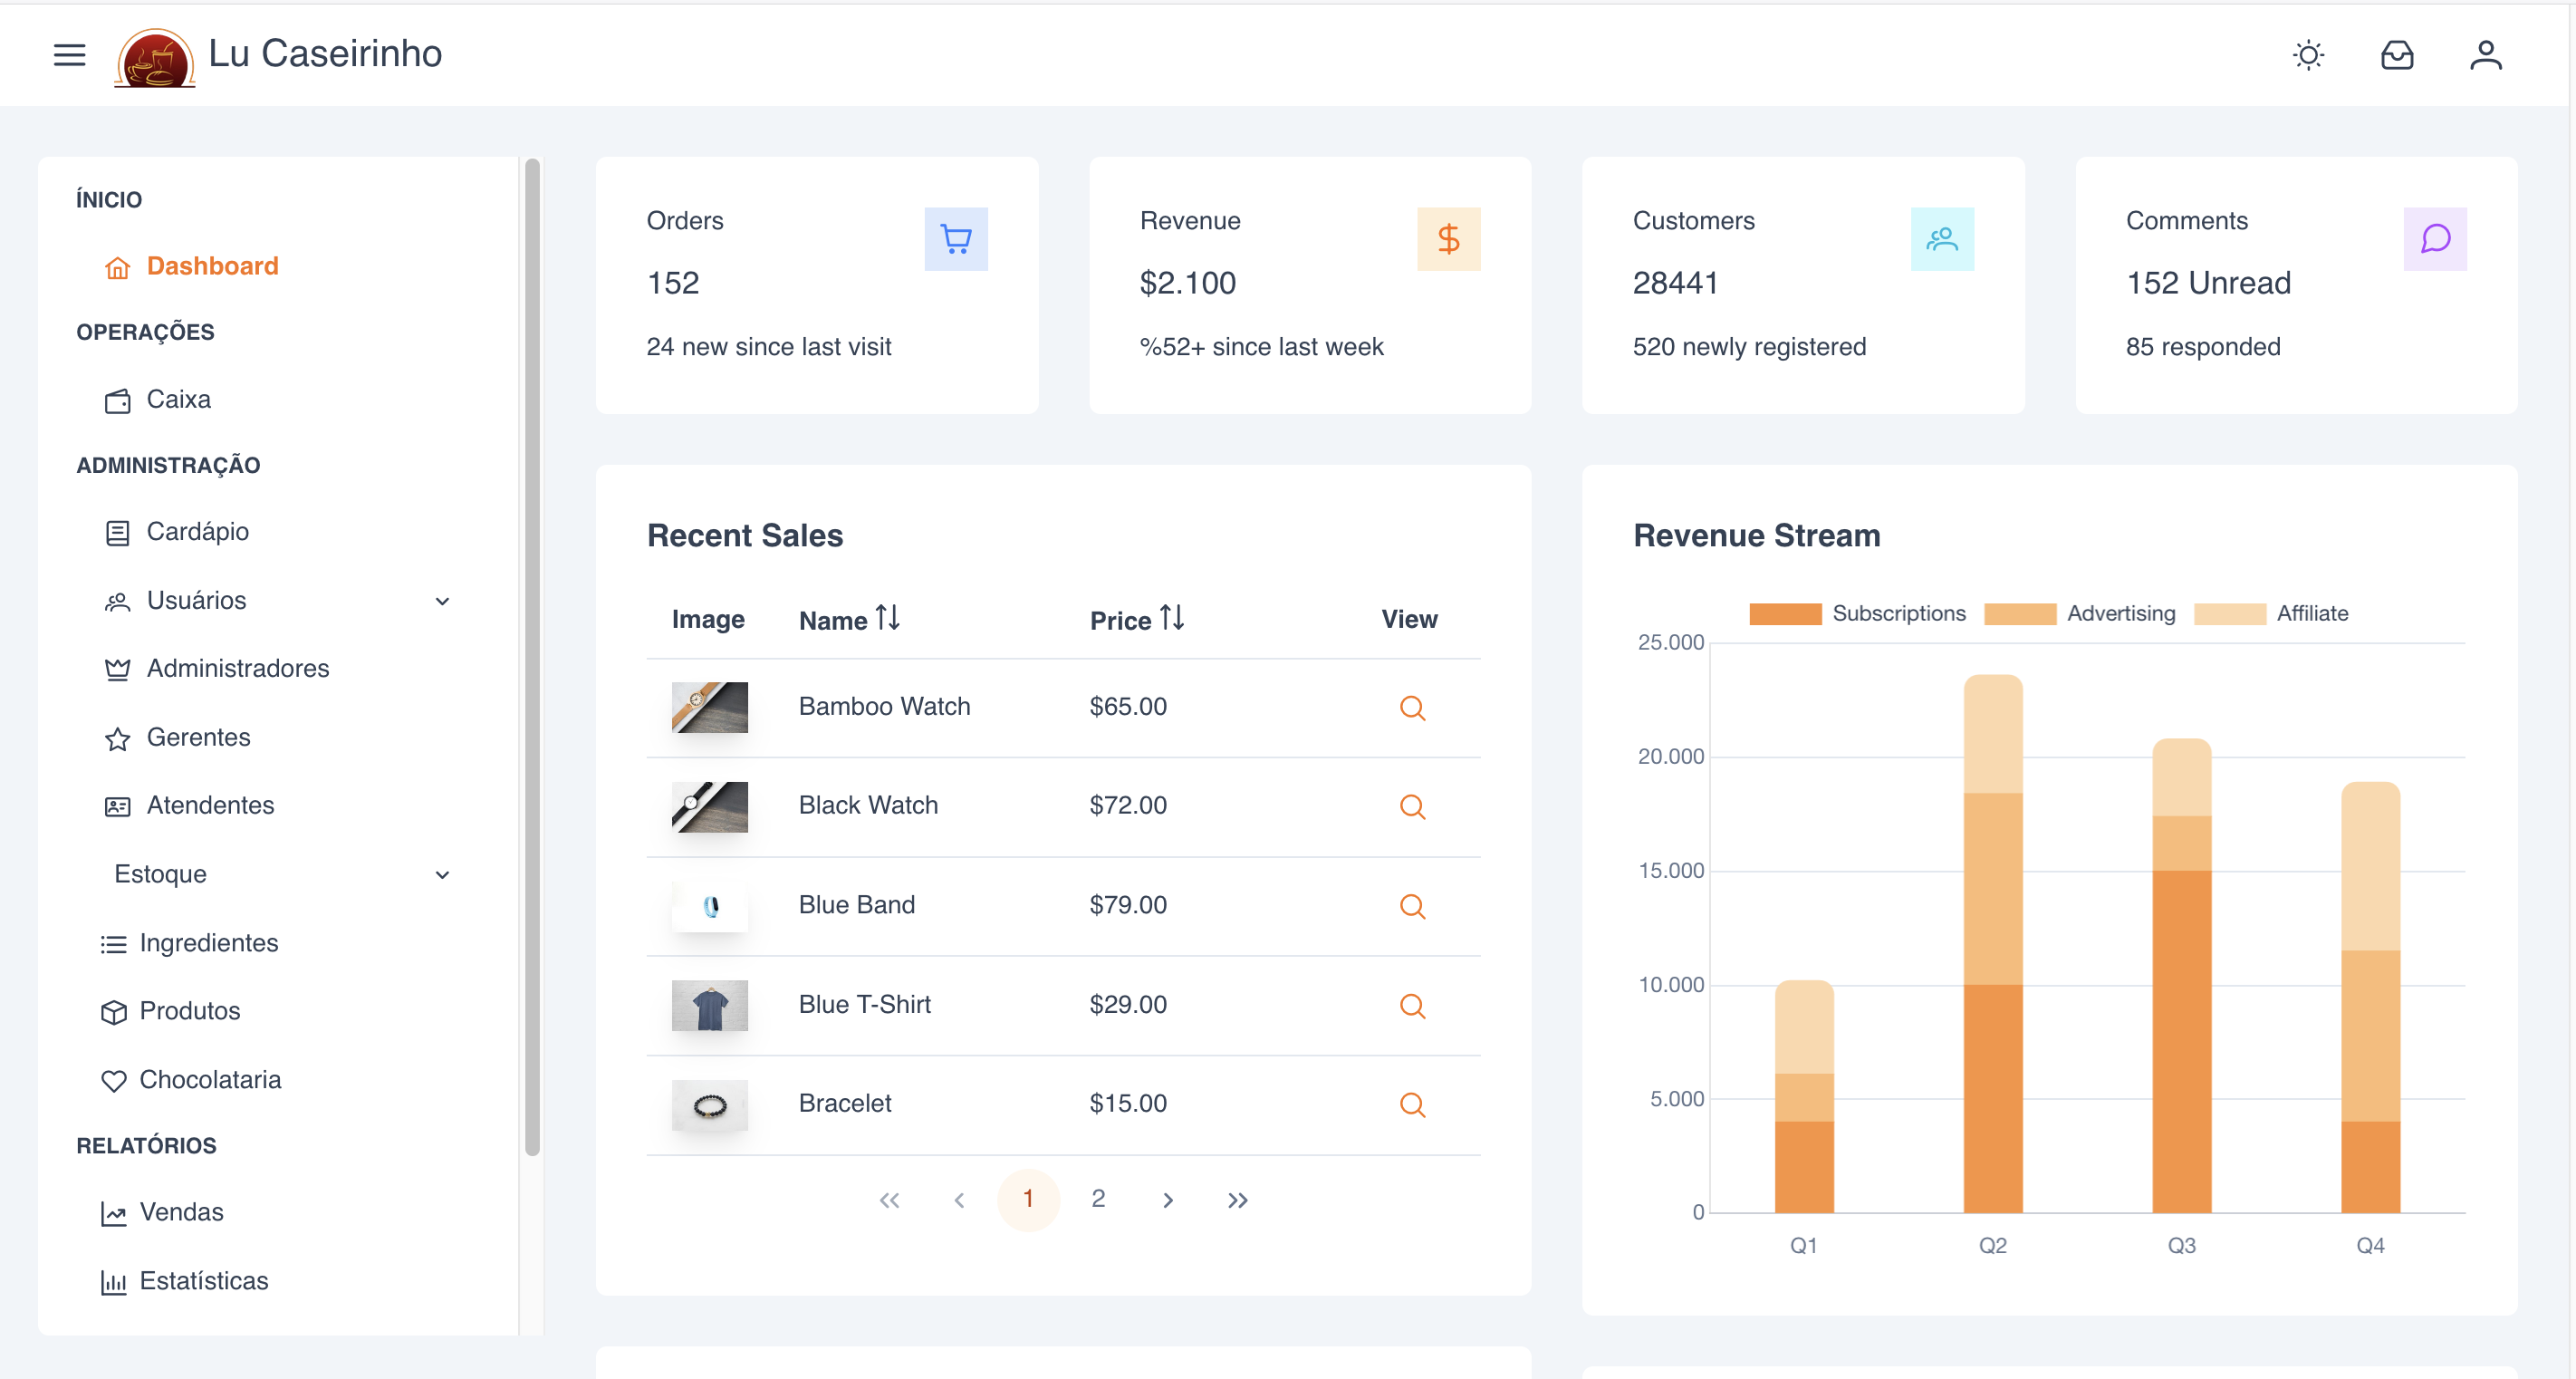 Lu Caseirinho
ÍNICIO
Dashboard
OPERAÇÕES
Caixa
ADMINISTRAÇÃO
Cardápio
Usuários
Administradores
Gerentes
Atendentes
Estoque
Ingredientes
Produtos
Chocolataria
RELATÓRIOS
Vendas
Estatísticas
Orders
152
24 new since last visit
Revenue
$2.100
%52+ since last week
Customers
28441
520 newly registered
Comments
152 Unread
85 responded
Recent Sales
Image Name Price View
Bamboo Watch $65.00
Black Watch $72.00
Blue Band $79.00
Blue T-Shirt $29.00
Bracelet $15.00
1 2
Revenue Stream
Subscriptions Advertising Affiliate
25.000
20.000
15.000
10.000
5.000
0
Q1 Q2 Q3 Q4